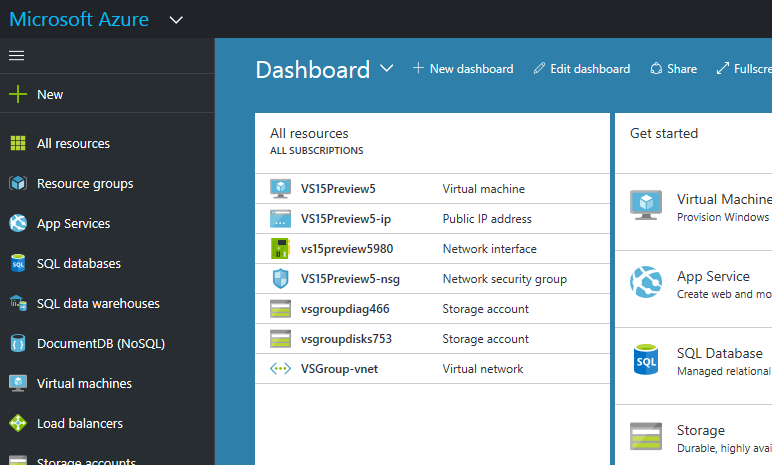 Microsoft Azure
New
All resources
Resource groups
App Services
SQL databases
SQL data warehouses
DocumentDB (NoSQL)
Virtual machines
Load balancers
Storage accounts
Dashboard
New dashboard
Edit dashboard
Share
Fullscre
All resources
ALL SUBSCRIPTIONS
VS15Preview5 Virtual machine
VS15Preview5-ip Public IP address
vs15preview5980 Network interface
VS15Preview5-nsg Network security group
vsgroupdiag466 Storage account
vsgroupdisks753 Storage account
VSGroup-vnet Virtual network
Get started
Virtual Machine
Provision Windows
App Service
Create web and mo
SQL
SQL Database
Managed relational
Storage
Durable, highly avai